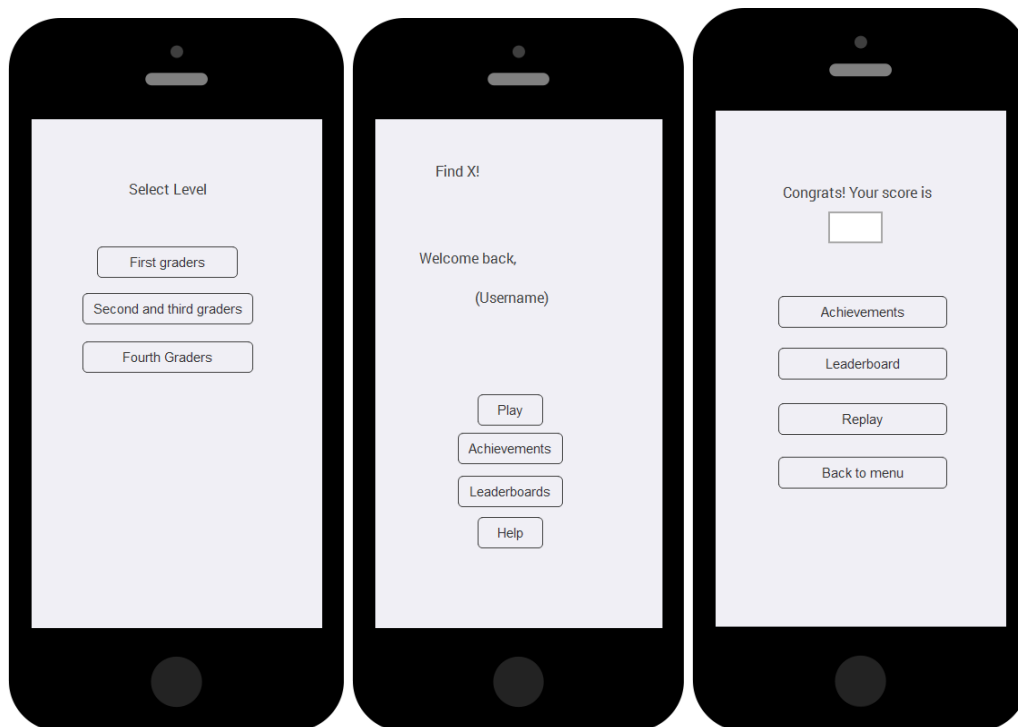 Select Level
First graders
Second and third graders
Fourth Graders
Find X!
Welcome back,
(Username)
Play
Achievements
Leaderboards
Help
Congrats! Your score is
Achievements
Leaderboard
Replay
Back to menu